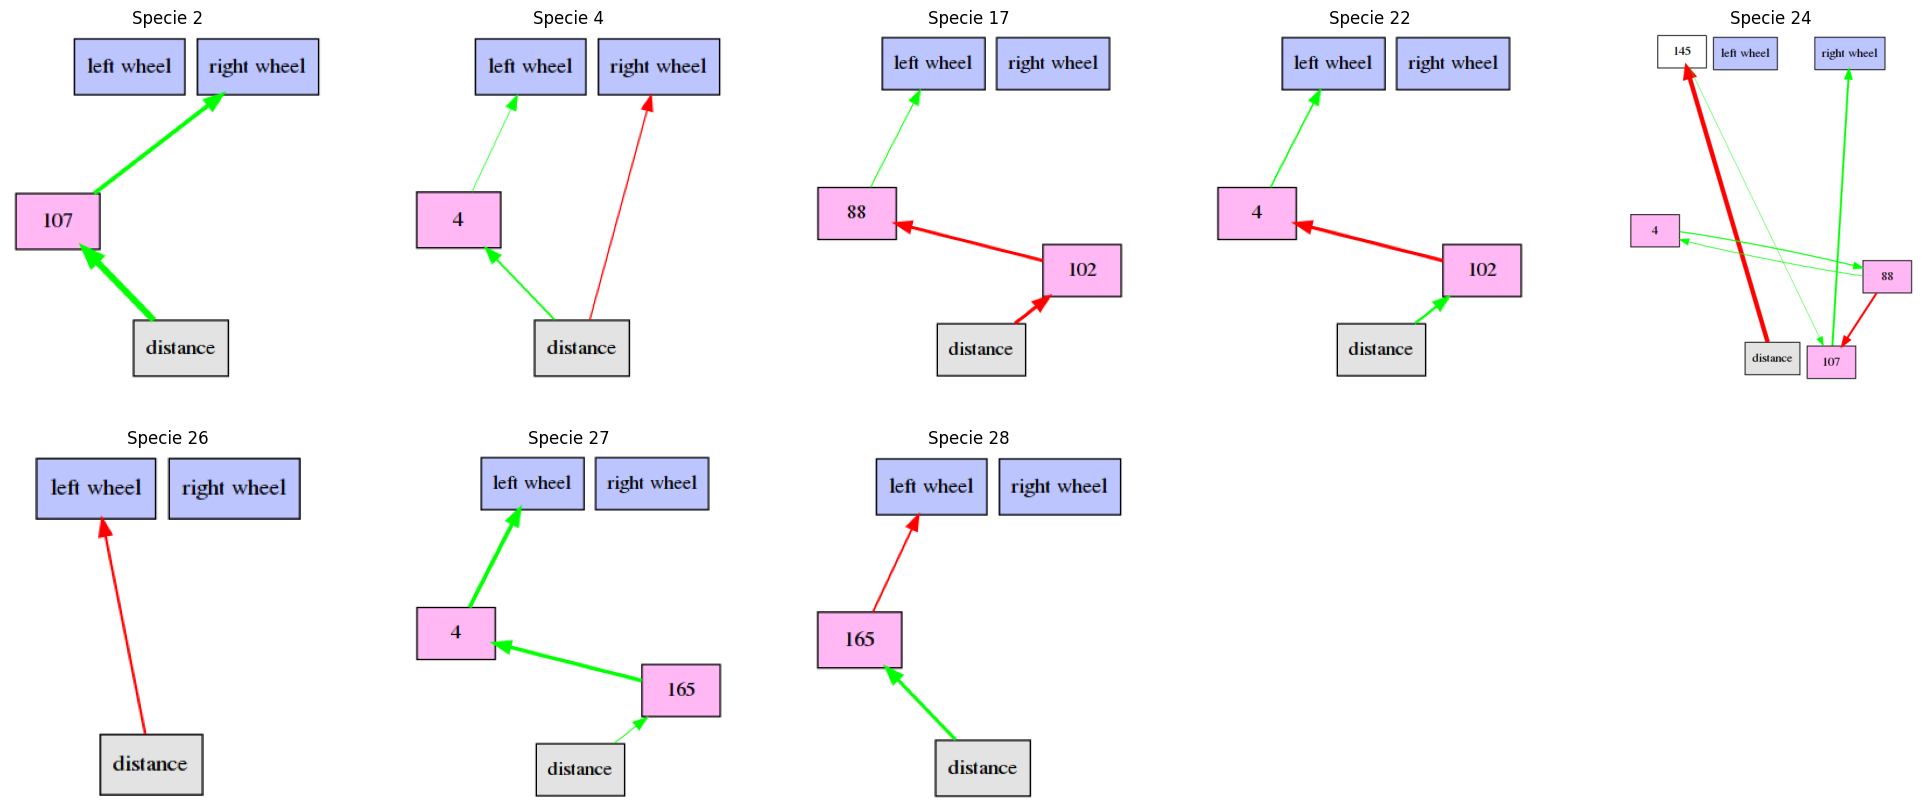 Specie 2
left wheel
right wheel
107
distance
Specie 4
left wheel
right wheel
4
distance
Specie 17
left wheel
right wheel
88
102
distance
Specie 22
left wheel
right wheel
4
102
distance
Specie 24
145
left wheel
right wheel
4
88
distance
107
Specie 26
left wheel
right wheel
distance
Specie 27
left wheel
right wheel
4
165
distance
Specie 28
left wheel
right wheel
165
distance